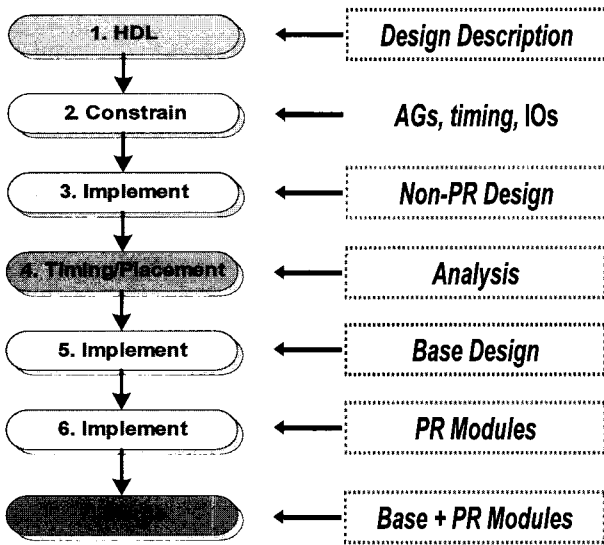 1. HDL
Design Description
2. Constrain
AGs, timing, IOs
3. Implement
Non-PR Design
4. Timing/Placement
Analysis
5. Implement
Base Design
6. Implement
PR Modules
Base + PR Modules